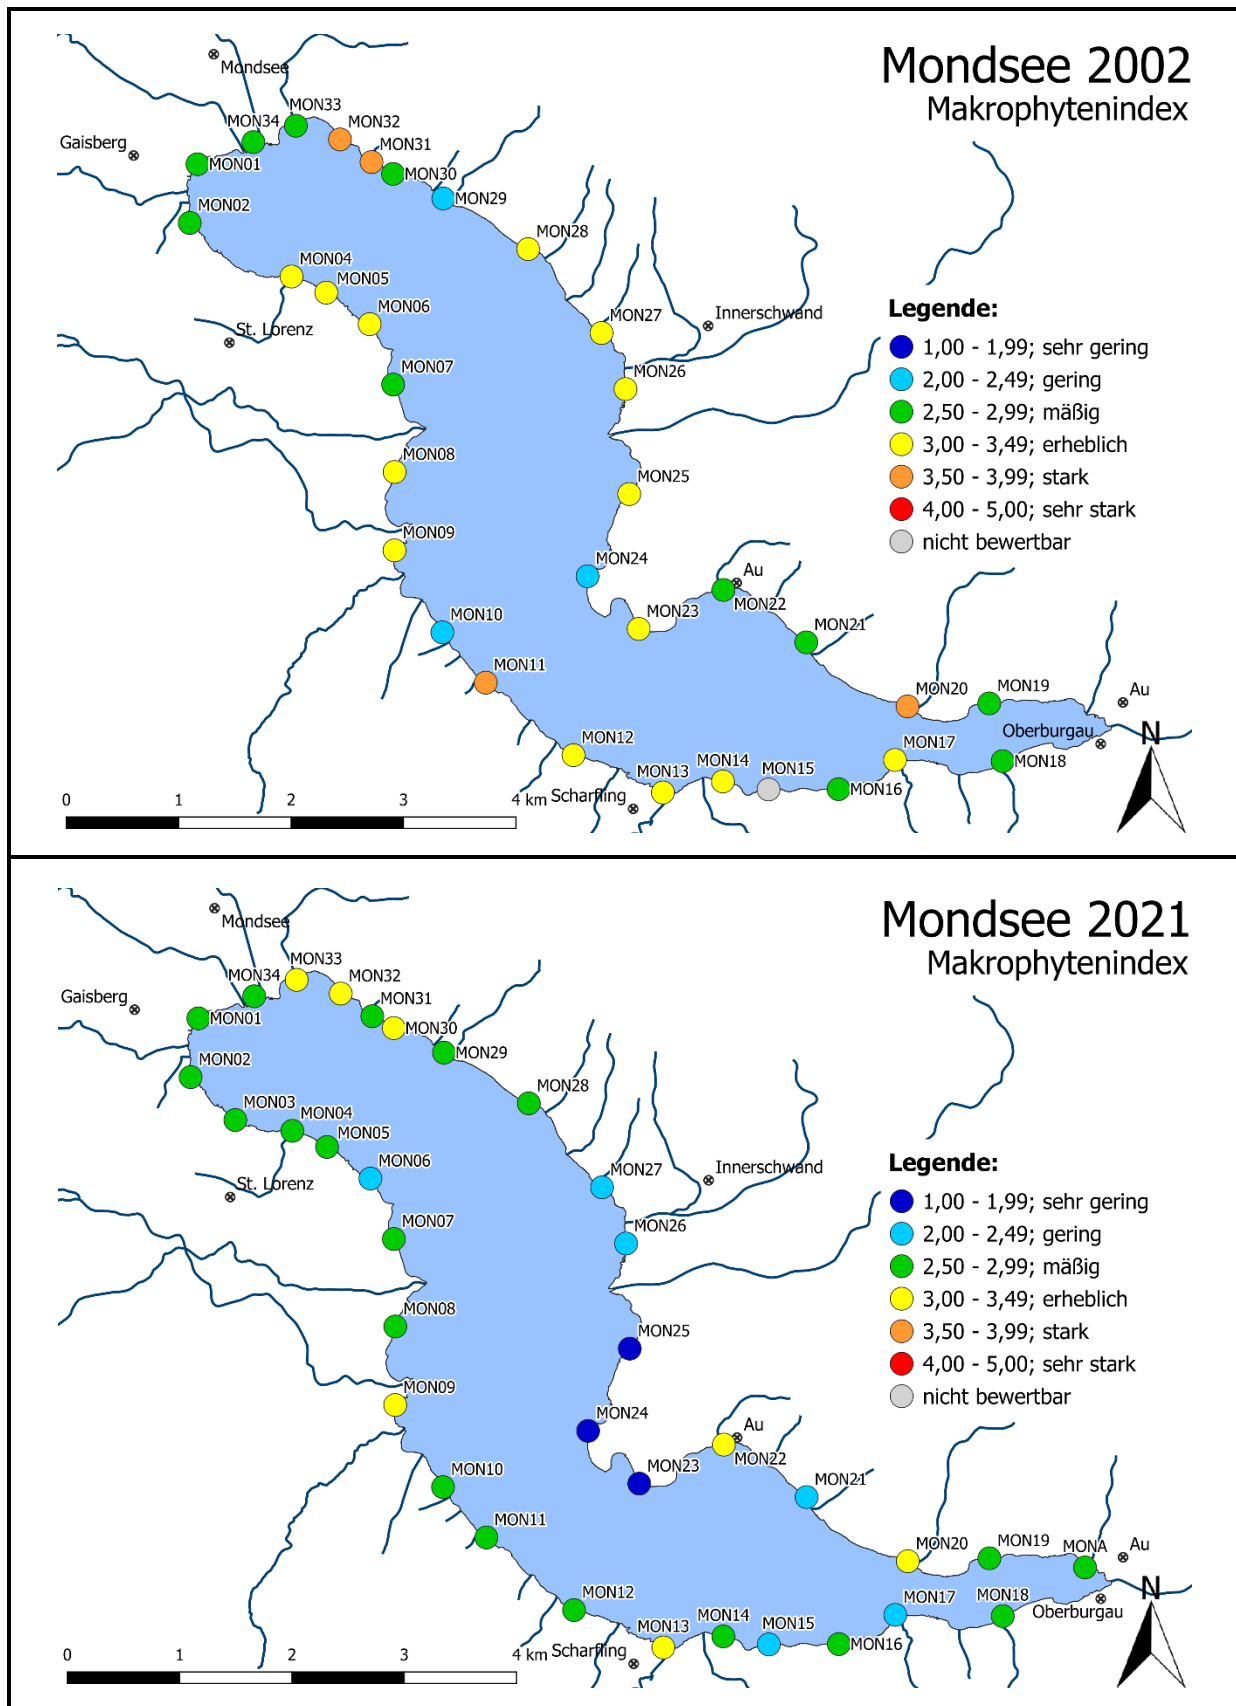 Mondsee 2002
Makrophytenindex
Mondsee
MON33
MON34
MON32
Gaisberg
MON31
MON01
MON30
MON29
MON02
MON28
MON04
MON05
MON06
St. Lorenz
MON27
Innerschwand
MON07
MON26
Legende:
1,00 - 1,99; sehr gering
2,00 - 2,49; gering
2,50 - 2,99; mäßig
3,00 - 3,49; erheblich
3,50 - 3,99; stark
4,00 - 5,00; sehr stark
nicht bewertbar
MON08
MON25
MON09
MON24
Au
MON22
MON23
MON10
MON21
MON11
MON20
MON19
Au
Oberburgau
N
MON12
MON17
MON14
MON15
MON18
MON13
MON16
Scharfling
0 1 2 3 4 km
Mondsee 2021
Makrophytenindex
Mondsee
MON33
MON34
MON32
Gaisberg
MON31
MON01
MON30
MON29
MON02
MON28
MON03
MON04
MON05
MON06
St. Lorenz
MON27
Innerschwand
MON07
MON26
Legende:
1,00 - 1,99; sehr gering
2,00 - 2,49; gering
2,50 - 2,99; mäßig
3,00 - 3,49; erheblich
3,50 - 3,99; stark
4,00 - 5,00; sehr stark
nicht bewertbar
MON08
MON25
MON09
MON24
Au
MON22
MON23
MON10
MON21
MON11
MON20
MON19
MONA
Au
Oberburgau
N
MON12
MON17
MON18
MON14
MON15
MON13
MON16
Scharfling
0 1 2 3 4 km